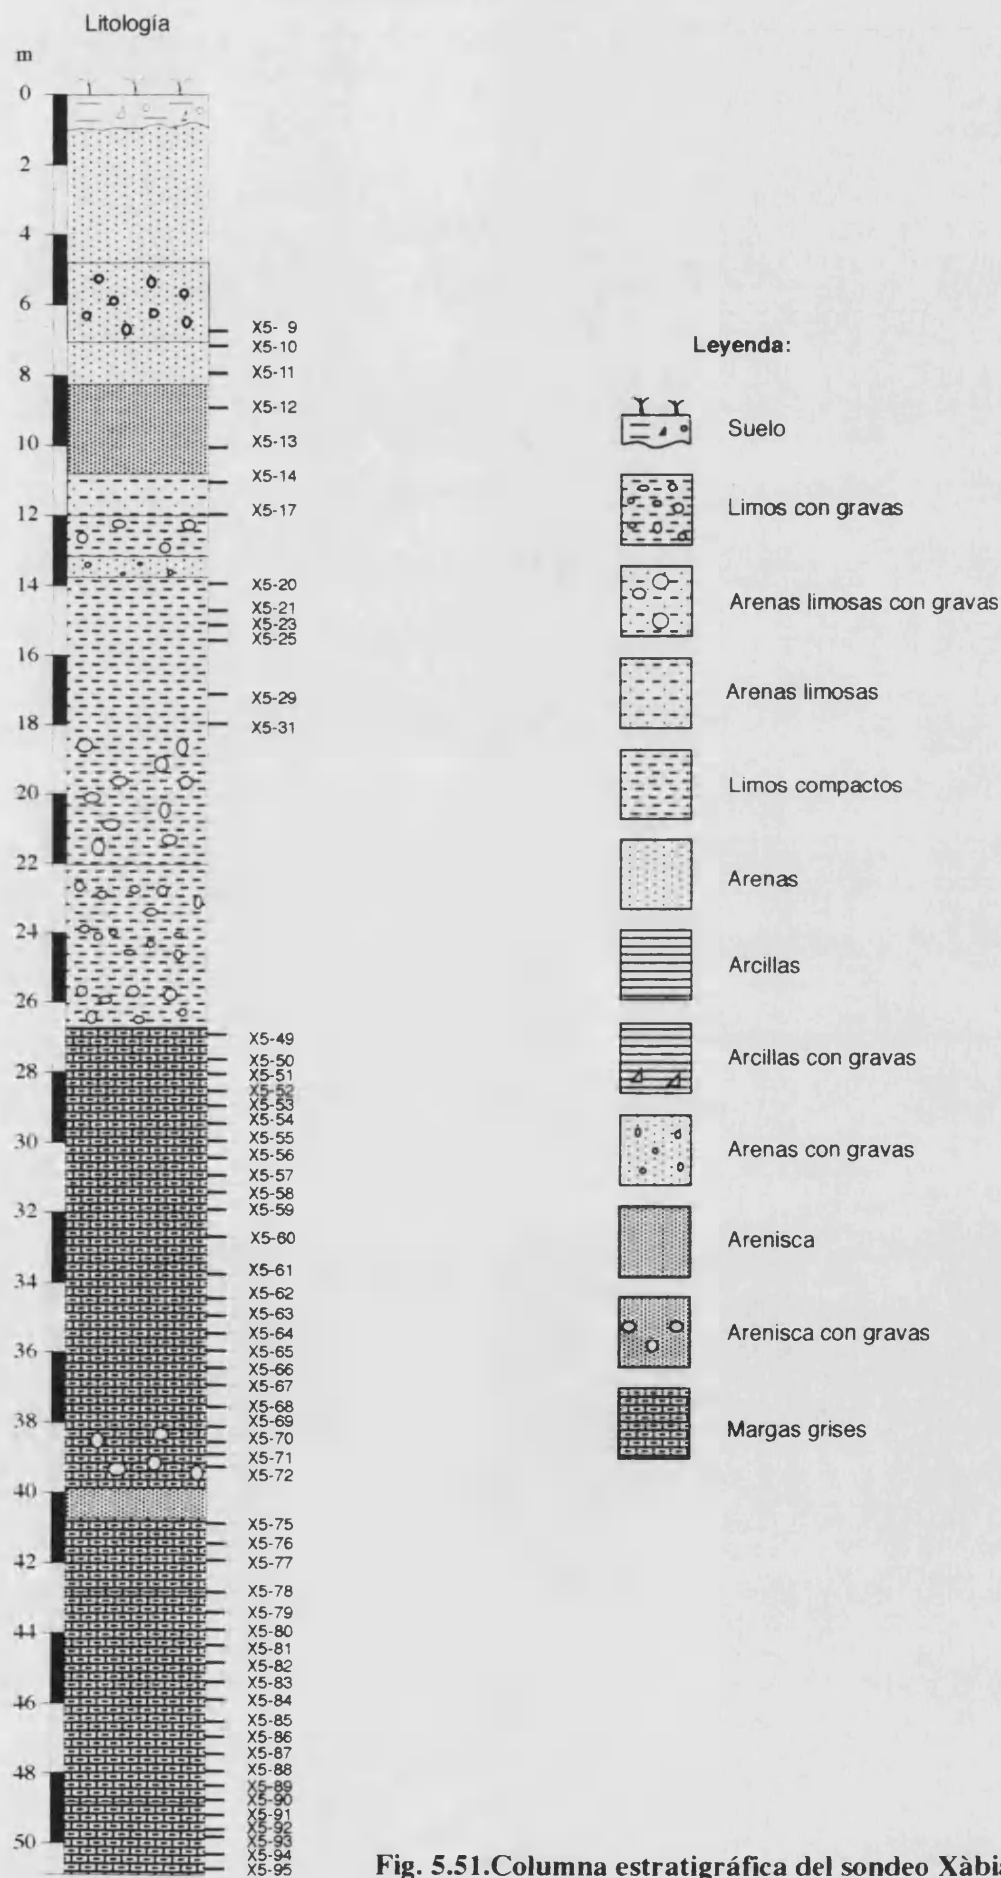 Litología
m
0
2
4
6
8
10
12
14
16
18
20
22
24
26
28
30
32
34
36
38
40
42
44
46
48
50
X5- 9
X5-10
X5-11
X5-12
X5-13
X5-14
X5-17
X5-20
X5-21
X5-23
X5-25
X5-29
X5-31
X5-49
X5-50
X5-51
X5-52
X5-53
X5-54
X5-55
X5-56
X5-57
X5-58
X5-59
X5-60
X5-61
X5-62
X5-63
X5-64
X5-65
X5-66
X5-67
X5-68
X5-69
X5-70
X5-71
X5-72
X5-75
X5-76
X5-77
X5-78
X5-79
X5-80
X5-81
X5-82
X5-83
X5-84
X5-85
X5-86
X5-87
X5-88
X5-89
X5-90
X5-91
X5-92
X5-93
X5-94
X5-95
Leyenda:
Suelo
Limos con gravas
Arenas limosas con gravas
Arenas limosas
Limos compactos
Arenas
Arcillas
Arcillas con gravas
Arenas con gravas
Arenisca
Arenisca con gravas
Margas grises
Fig. 5.51.Columna estratigráfica del sondeo Xàbia